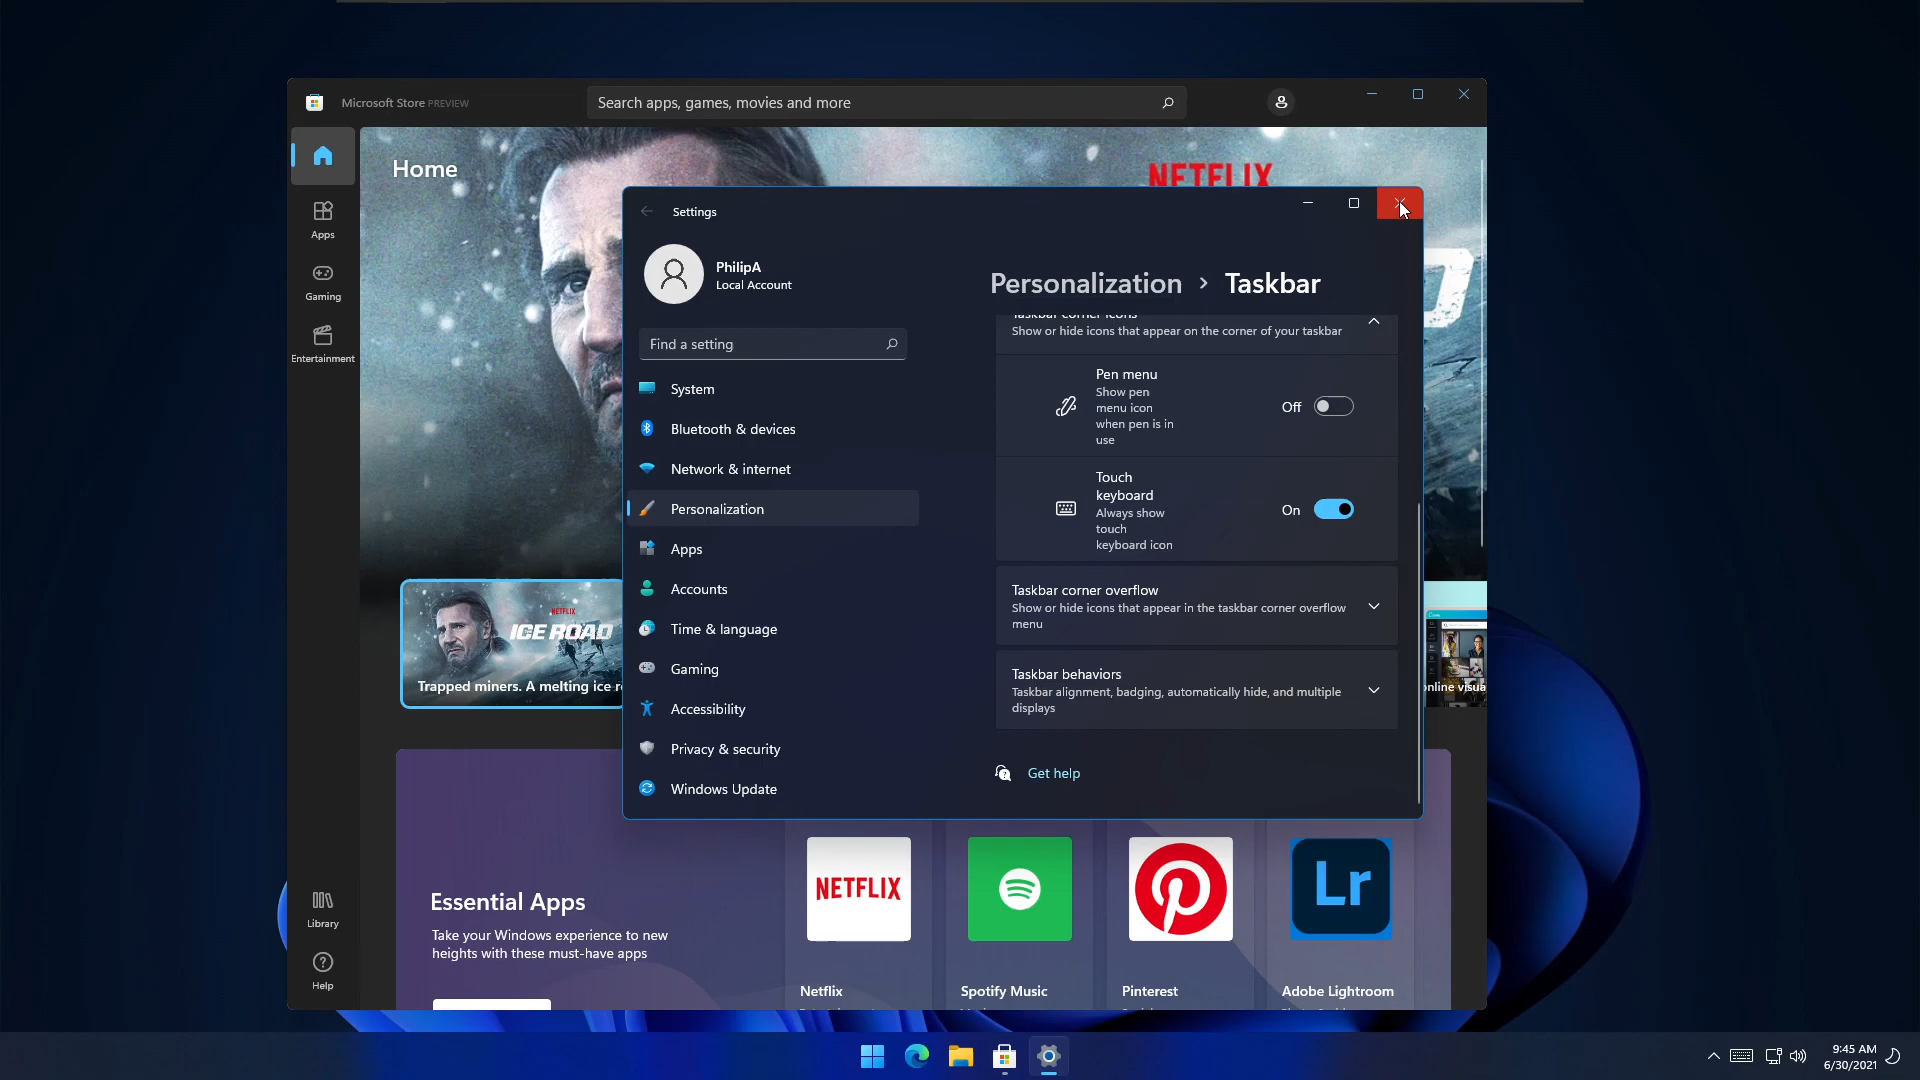 Microsoft Store PREVIEW
Search apps, games, movies and more
Home
NETFLIX
Apps
Gaming
Entertainment
Library
Help
Settings
PhilipA
Local Account
Find a setting
System
Bluetooth & devices
Network & internet
Personalization
Apps
Accounts
Time & language
Gaming
Accessibility
Privacy & security
Windows Update
Personalization > Taskbar
Taskbar corner icons
Show or hide icons that appear on the corner of your taskbar
Pen menu
Show pen
menu icon
when pen is in
use
Off
Touch
keyboard
Always show
touch
keyboard icon
On
Taskbar corner overflow
Show or hide icons that appear in the taskbar corner overflow
menu
Taskbar behaviors
Taskbar alignment, badging, automatically hide, and multiple
displays
Get help
NETFLIX
ICE ROAD
Trapped miners. A melting ice
Essential Apps
Take your Windows experience to new
heights with these must-have apps
NETFLIX
Netflix
Spotify Music
Pinterest
Lr
Adobe Lightroom
9:45 AM
6/30/2021